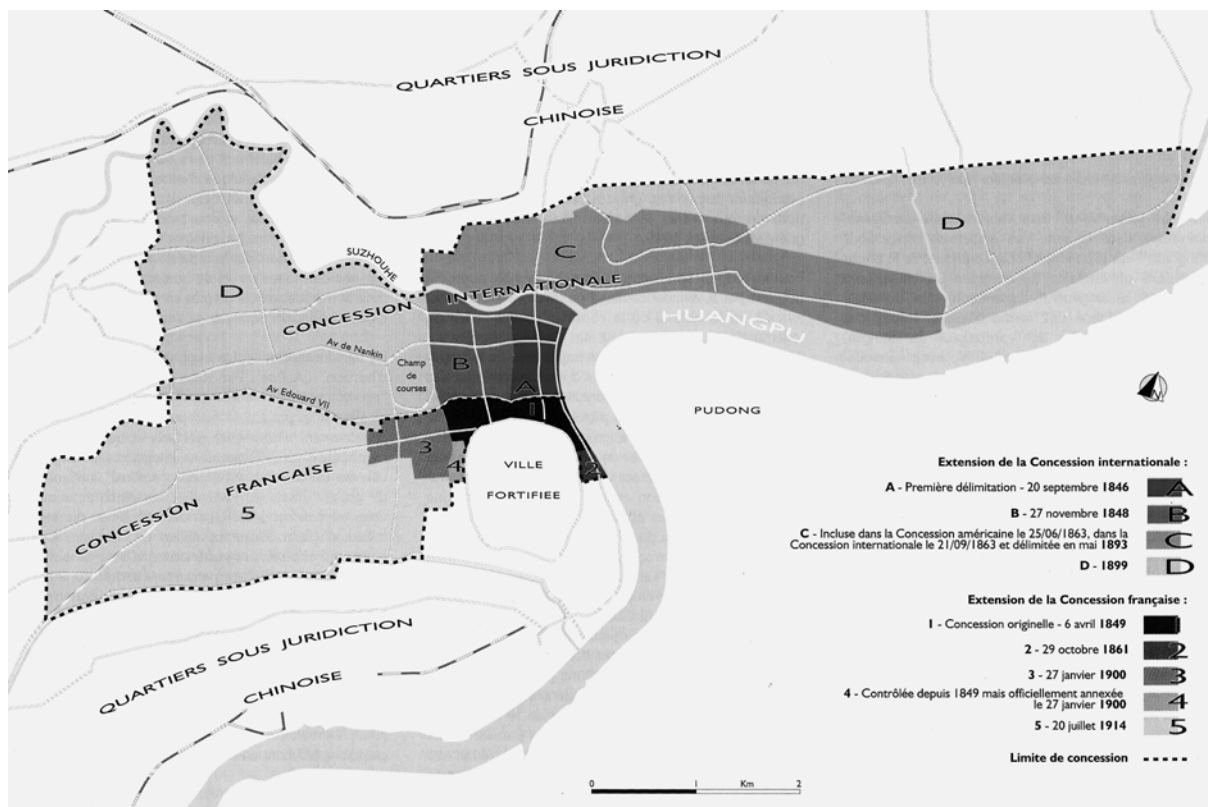 QUARTIERS SOUS JURIDICTION
CHINOISE
D
C
D
SUZHOUHE
CONCESSION INTERNATIONALE
HUANGPU
Av de Nankin
Champ
de
courses
B
A
Av Edouard VII
1
PUDONG
3
4
2
VILLE
FORTIFIEE
CONCESSION FRANÇAISE
5
QUARTIERS SOUS JURIDICTION
CHINOISE
N
Extension de la Concession internationale :
A - Première délimitation - 20 septembre 1846 A
B - 27 novembre 1848 B
C - Incluse dans la Concession américaine le 25/06/1863, dans la
Concession internationale le 21/09/1863 et délimitée en mai 1893 C
D - 1899 D
Extension de la Concession française :
1 - Concession originelle - 6 avril 1849 1
2 - 29 octobre 1861 2
3 - 27 janvier 1900 3
4 - Contrôlée depuis 1849 mais officiellement annexée
le 27 janvier 1900 4
5 - 20 juillet 1914 5
Limite de concession
0 1 Km 2